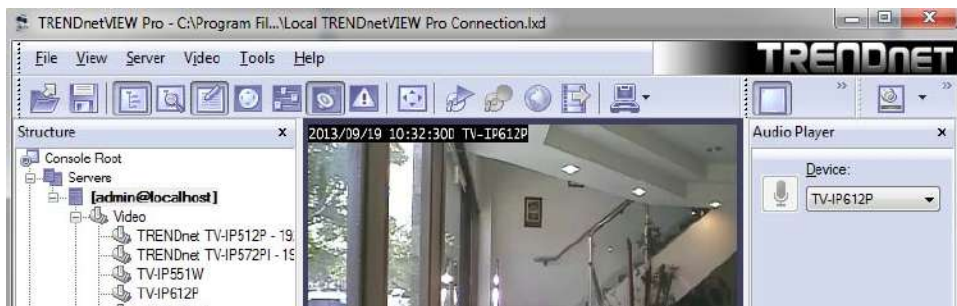 TRENDnetVIEW Pro - C:\Program Fil...\Local TRENDnetVIEW Pro Connection.lxd
File View Server Video Tools Help
TRENDNET
Structure x
2013/09/19 10:32:30D TV-IP612P
Audio Player x
Console Root
Servers
[admin@localhost]
Video
TRENDnet TV-IP512P - 19.
TRENDnet TV-IP572PI - 19
TV-IP551W
TV-IP612P
Device:
TV-IP612P